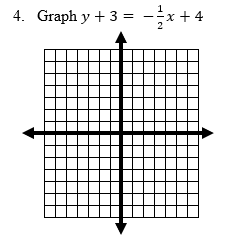 4. Graph y + 3 = −½x + 4